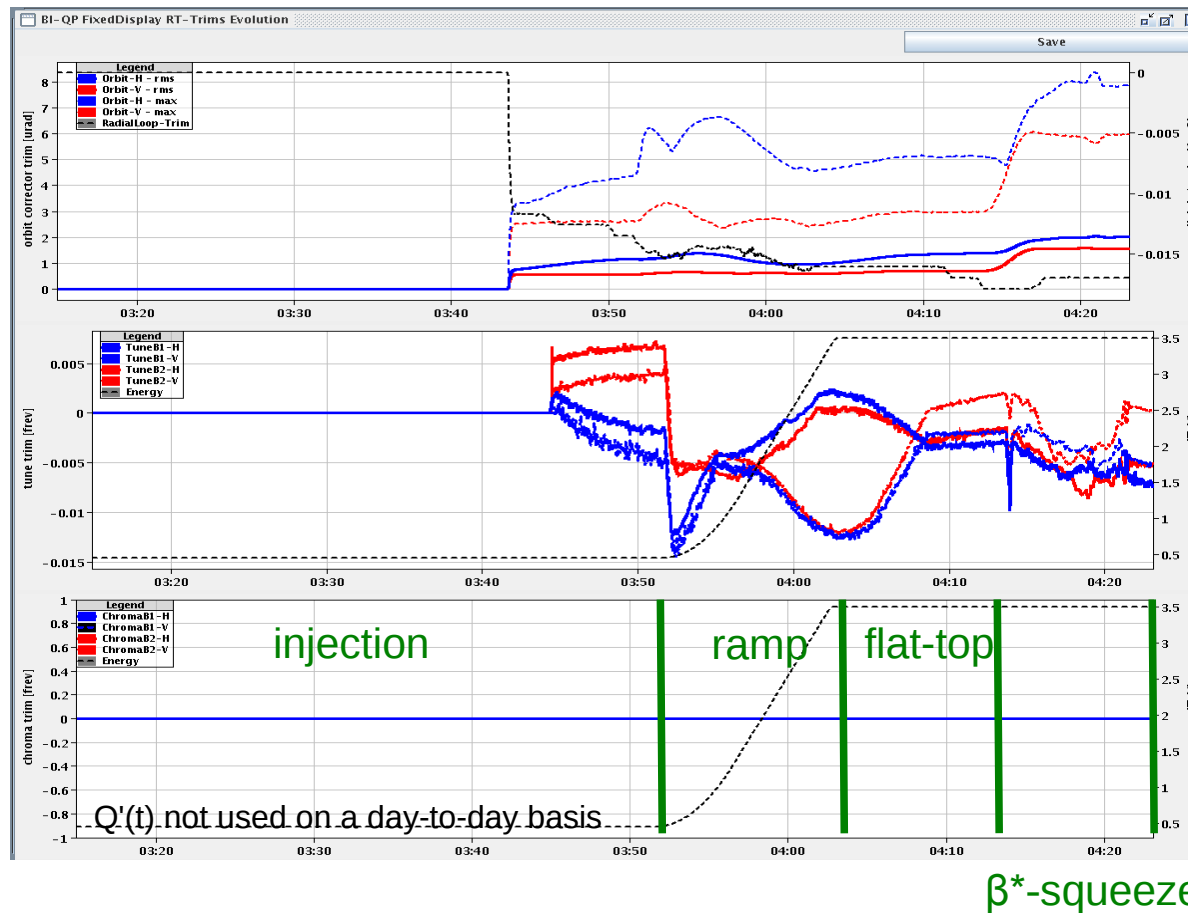 BI-QP FixedDisplay RT-Trims Evolution
Save
Legend
Orbit-H - rms
Orbit-V - rms
Orbit-H - max
Orbit-V - max
RadialLoop-Trim
orbit corrector trim [urad]
8
7
6
5
4
3
2
1
0
0
-0.005
-0.01
-0.015
03:20
03:30
03:40
03:50
04:00
04:10
04:20
Legend
TuneB1-H
TuneB1-V
TuneB2-H
TuneB2-V
Energy
tune trim [frev]
0.005
0
-0.005
-0.01
-0.015
3.5
3
2.5
2
1.5
1
0.5
03:20
03:30
03:40
03:50
04:00
04:10
04:20
Legend
ChromaB1-H
ChromaB1-V
ChromaB2-H
ChromaB2-V
Energy
chroma trim [frev]
1
0.8
0.6
0.4
0.2
0
-0.2
-0.4
-0.6
-0.8
-1
3.5
3
2.5
2
1.5
1
0.5
injection
ramp
flat-top
Q'(t) not used on a day-to-day basis
03:20
03:30
03:40
03:50
04:00
04:10
04:20
β*-squeeze